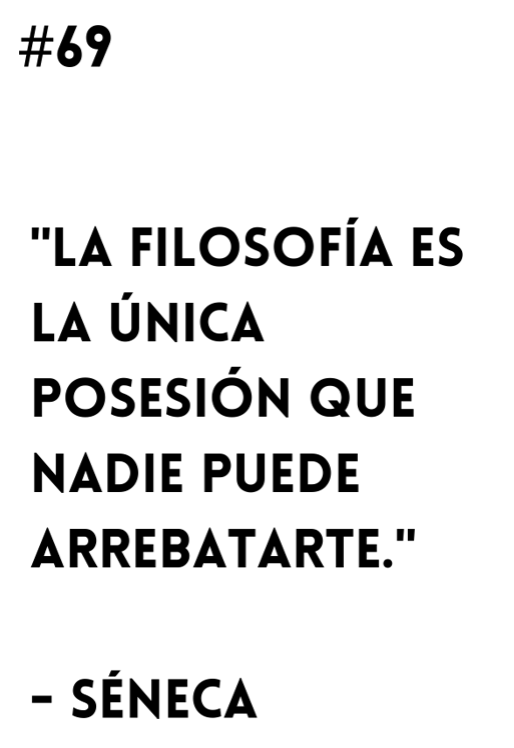 #69
"LA FILOSOFÍA ES
LA ÚNICA
POSESIÓN QUE
NADIE PUEDE
ARREBATARTE."
- SÉNECA